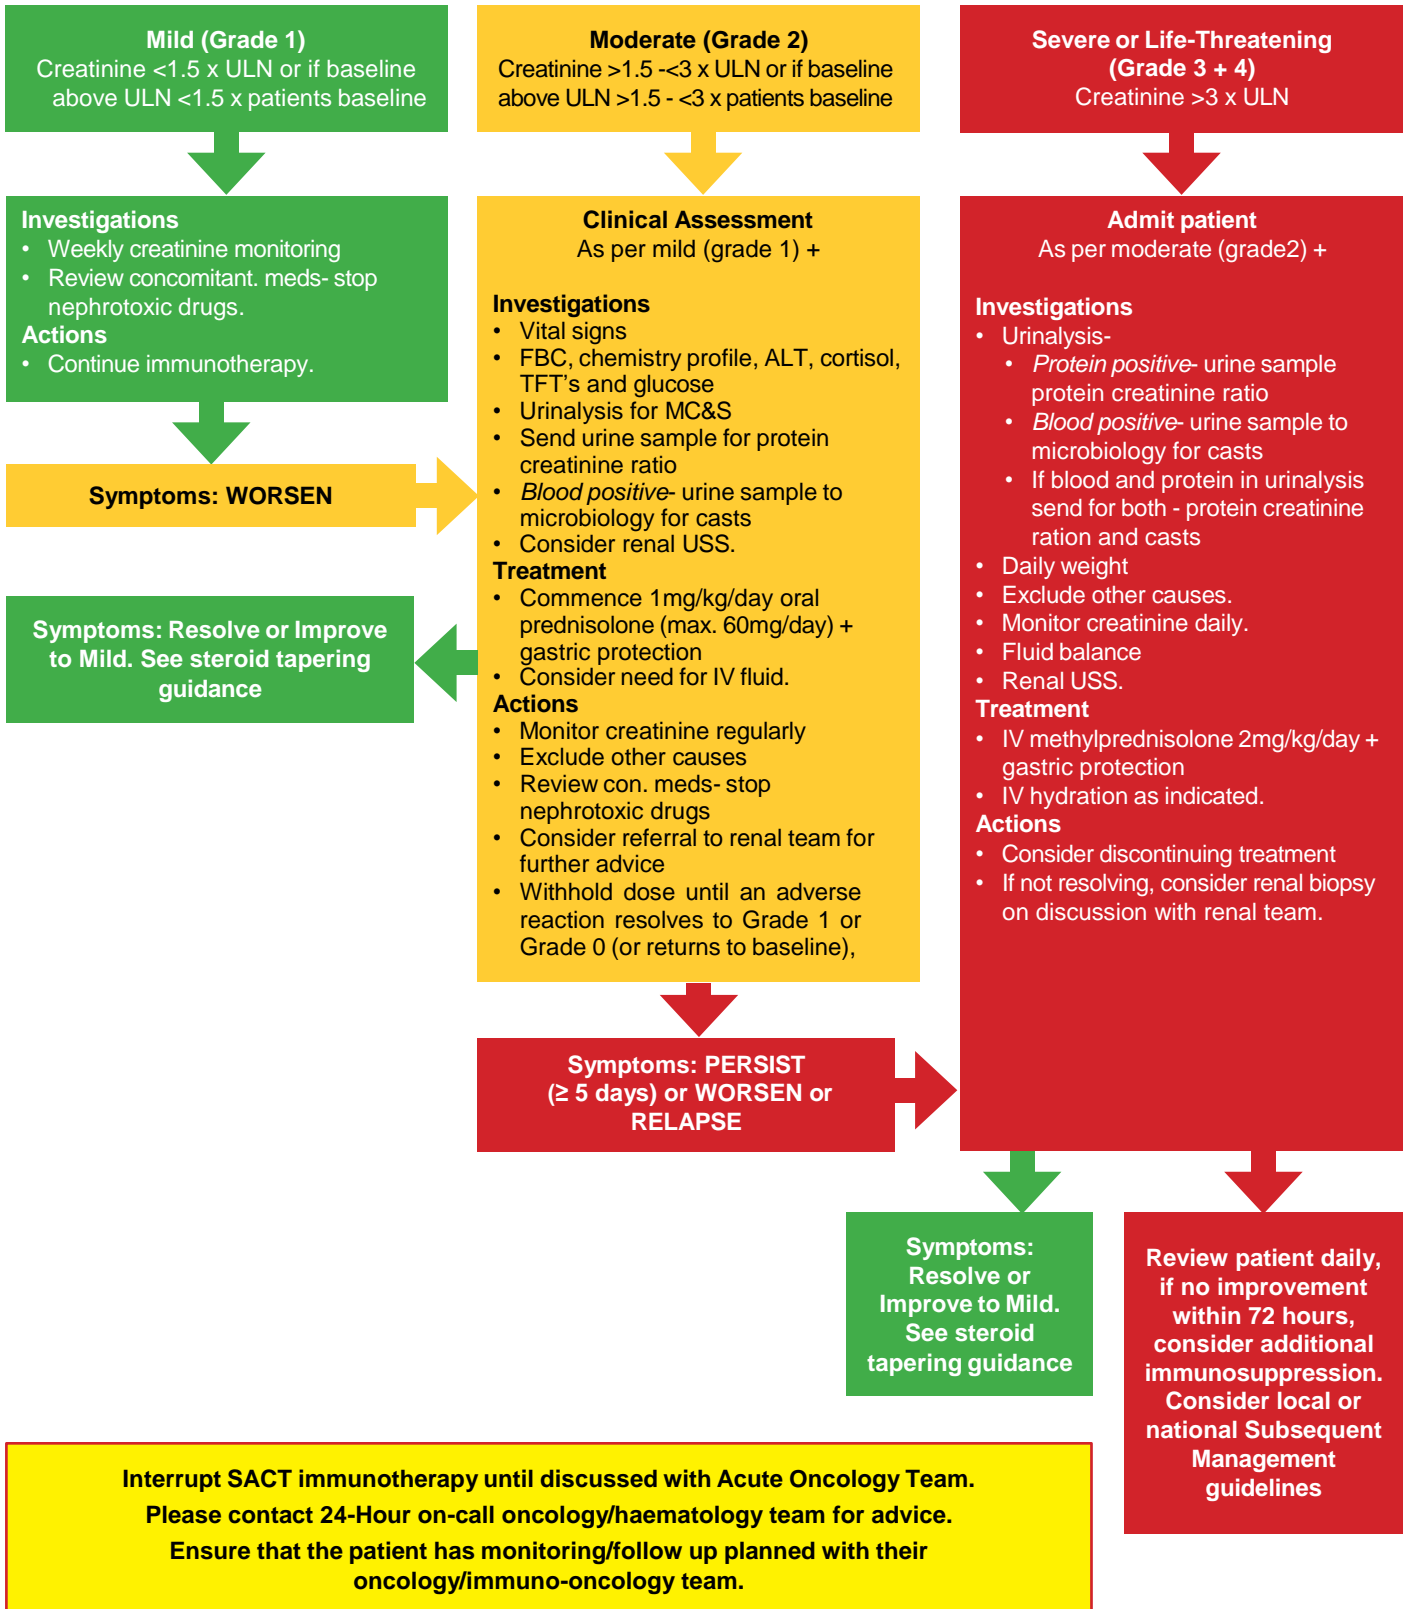 Mild (Grade 1)
Creatinine <1.5 x ULN or if baseline
above ULN <1.5 x patients baseline
Investigations
• Weekly creatinine monitoring
• Review concomitant. meds- stop
nephrotoxic drugs.
Actions
• Continue immunotherapy.
Symptoms: WORSEN
Symptoms: Resolve or Improve
to Mild. See steroid tapering
guidance
Moderate (Grade 2)
Creatinine >1.5 -<3 x ULN or if baseline
above ULN >1.5 - <3 x patients baseline
Clinical Assessment
As per mild (grade 1) +
Investigations
• Vital signs
• FBC, chemistry profile, ALT, cortisol,
TFT's and glucose
• Urinalysis for MC&S
• Send urine sample for protein
creatinine ratio
• Blood positive- urine sample to
microbiology for casts
• Consider renal USS.
Treatment
• Commence 1mg/kg/day oral
prednisolone (max. 60mg/day) +
gastric protection
• Consider need for IV fluid.
Actions
• Monitor creatinine regularly
• Exclude other causes
• Review con. meds- stop
nephrotoxic drugs
• Consider referral to renal team for
further advice
• Withhold dose until an adverse
reaction resolves to Grade 1 or
Grade 0 (or returns to baseline),
Symptoms: PERSIST
(≥ 5 days) or WORSEN or
RELAPSE
Severe or Life-Threatening
(Grade 3 + 4)
Creatinine >3 x ULN
Admit patient
As per moderate (grade2) +
Investigations
• Urinalysis-
• Protein positive- urine sample
protein creatinine ratio
• Blood positive- urine sample to
microbiology for casts
• If blood and protein in urinalysis
send for both - protein creatinine
ration and casts
• Daily weight
• Exclude other causes.
• Monitor creatinine daily.
• Fluid balance
• Renal USS.
Treatment
• IV methylprednisolone 2mg/kg/day +
gastric protection
• IV hydration as indicated.
Actions
• Consider discontinuing treatment
• If not resolving, consider renal biopsy
on discussion with renal team.
Symptoms:
Resolve or
Improve to Mild.
See steroid
tapering guidance
Review patient daily,
if no improvement
within 72 hours,
consider additional
immunosuppression.
Consider local or
national Subsequent
Management
guidelines
Interrupt SACT immunotherapy until discussed with Acute Oncology Team.
Please contact 24-Hour on-call oncology/haematology team for advice.
Ensure that the patient has monitoring/follow up planned with their
oncology/immuno-oncology team.